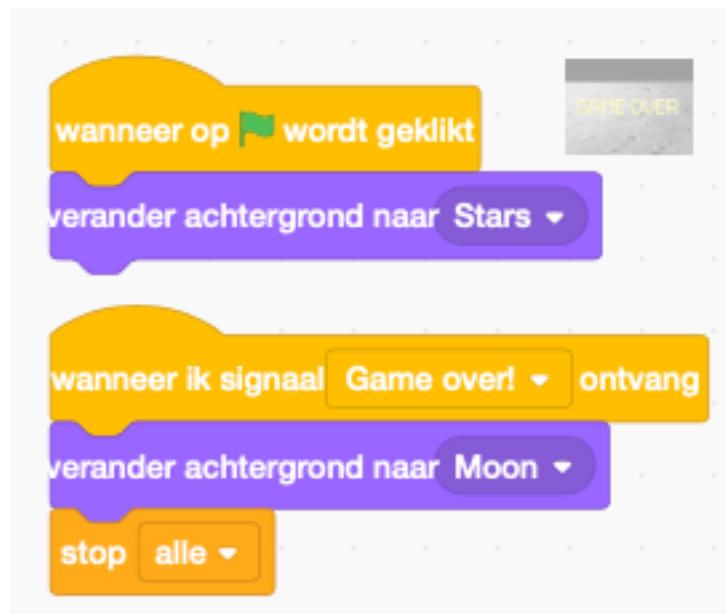 GAME OVER
wanneer op wordt geklikt
verander achtergrond naar Stars
wanneer ik signaal Game over! ontvang
verander achtergrond naar Moon
stop alle